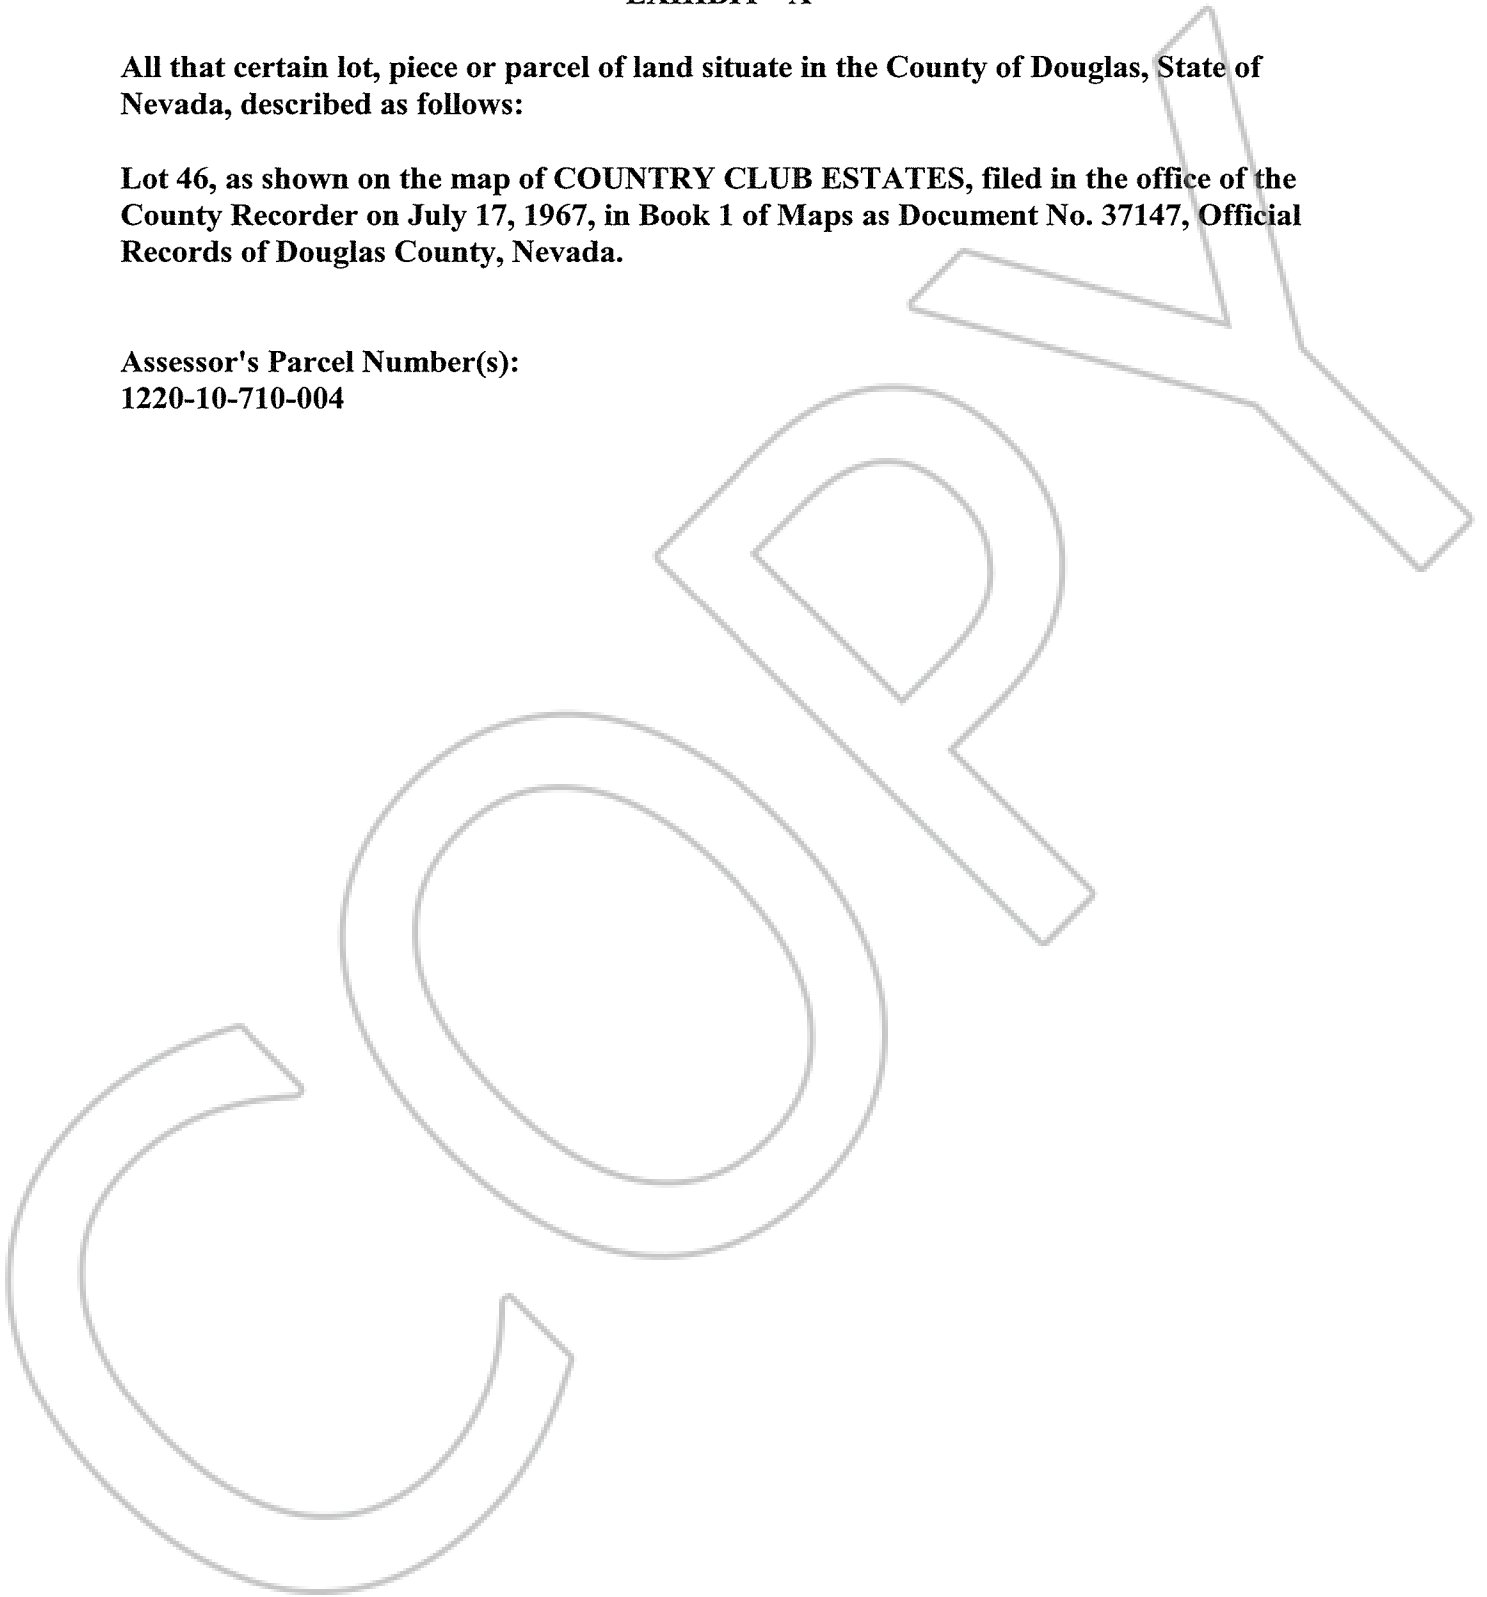 EXHIBIT "A"
All that certain lot, piece or parcel of land situate in the County of Douglas, State of
Nevada, described as follows:
Lot 46, as shown on the map of COUNTRY CLUB ESTATES, filed in the office of the
County Recorder on July 17, 1967, in Book 1 of Maps as Document No. 37147, Official
Records of Douglas County, Nevada.
Assessor's Parcel Number(s):
1220-10-710-004
COPY